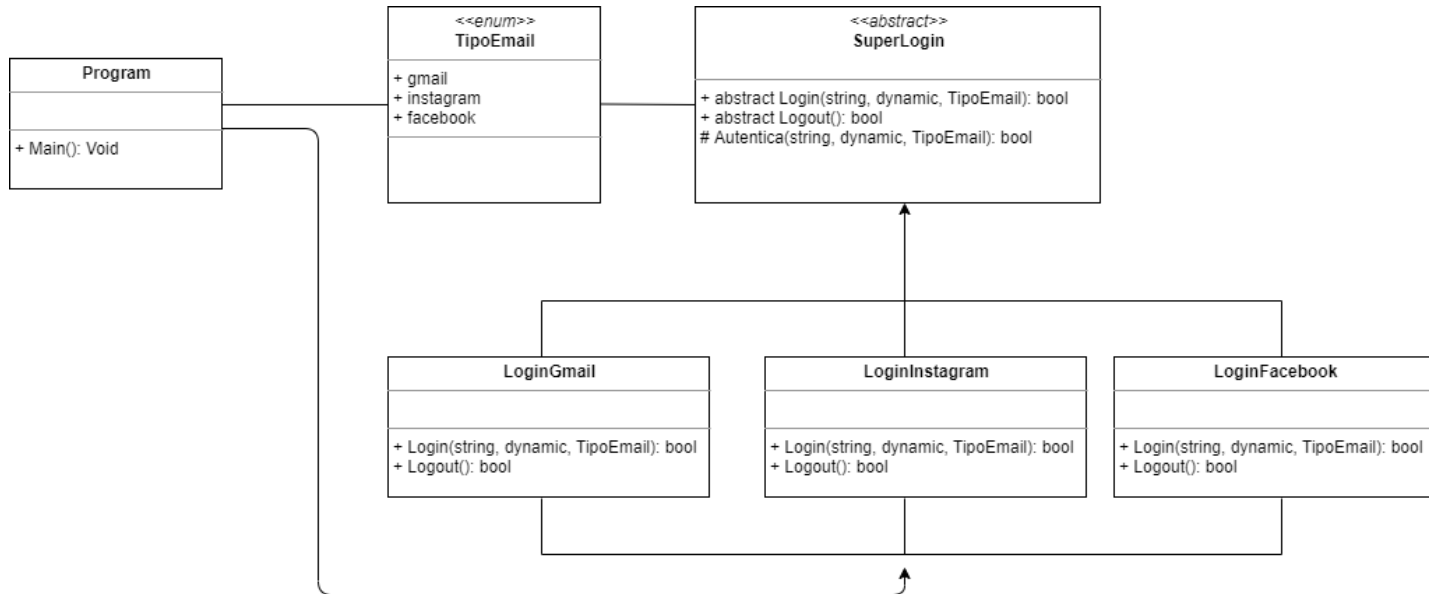 Program
+ Main(): Void
<<enum>>
TipoEmail
+ gmail
+ instagram
+ facebook
<<abstract>>
SuperLogin
+ abstract Login(string, dynamic, TipoEmail): bool
+ abstract Logout(): bool
# Autentica(string, dynamic, TipoEmail): bool
LoginGmail
+ Login(string, dynamic, TipoEmail): bool
+ Logout(): bool
LoginInstagram
+ Login(string, dynamic, TipoEmail): bool
+ Logout(): bool
LoginFacebook
+ Login(string, dynamic, TipoEmail): bool
+ Logout(): bool